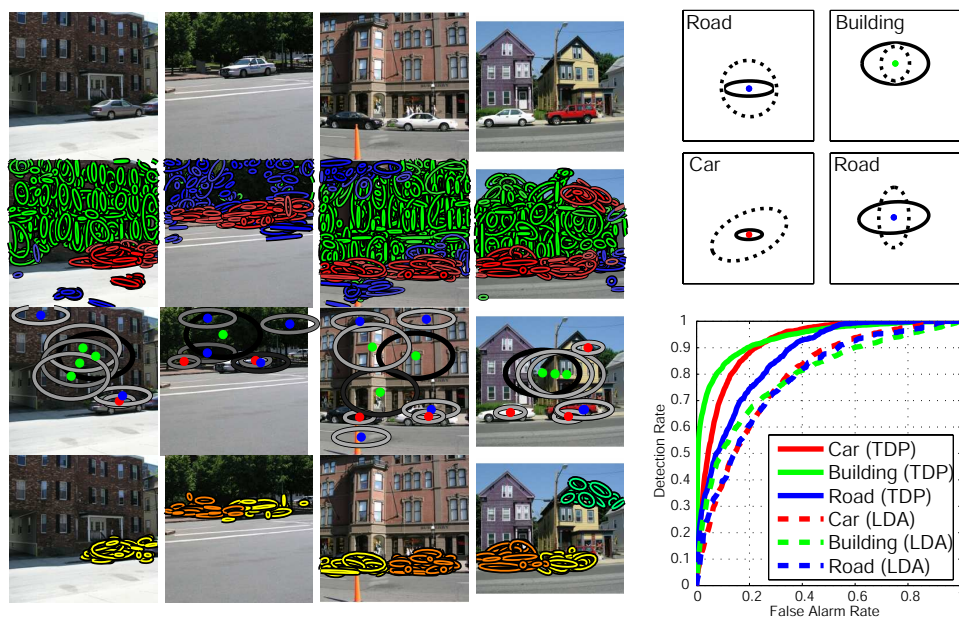 Road
Building
Car
Road
Detection Rate
1
0.9
0.8
0.7
0.6
0.5
0.4
0.3
0.2
0.1
0
Car (TDP)
Building (TDP)
Road (TDP)
Car (LDA)
Building (LDA)
Road (LDA)
0 0.2 0.4 0.6 0.8 1
False Alarm Rate